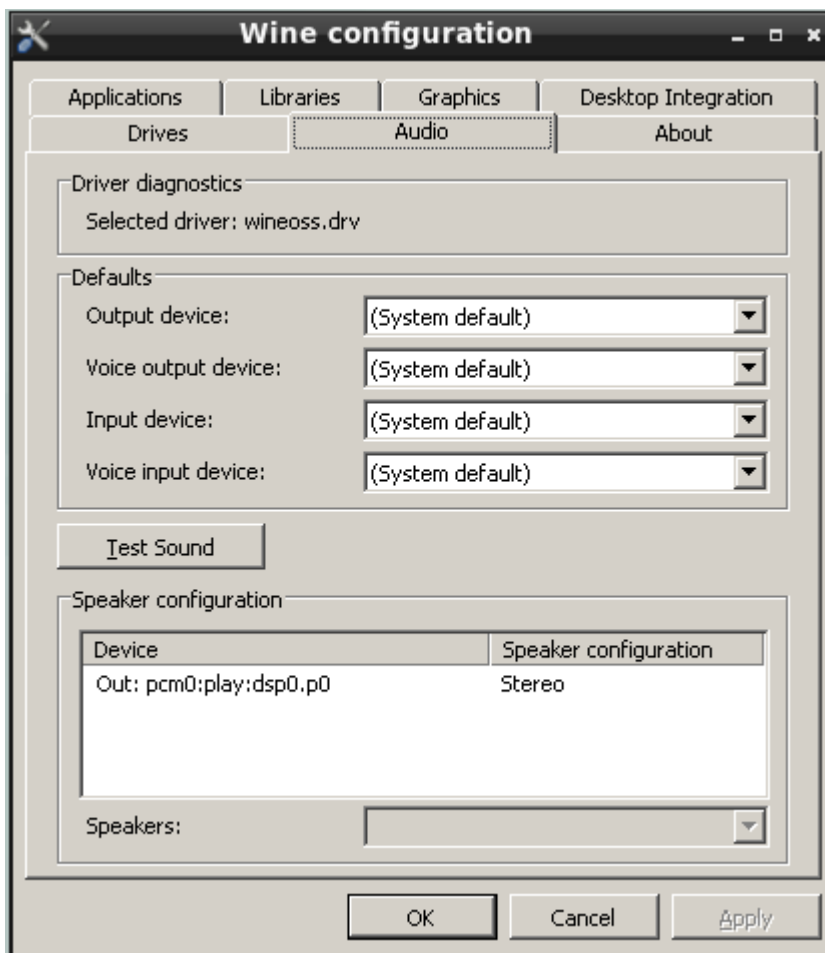 Wine configuration
Applications Libraries Graphics Desktop Integration
Drives Audio About
Driver diagnostics
Selected driver: wineoss.drv
Defaults
Output device: (System default)
Voice output device: (System default)
Input device: (System default)
Voice input device: (System default)
Test Sound
Speaker configuration
Device Speaker configuration
Out: pcm0:play:dsp0.p0 Stereo
Speakers:
OK Cancel Apply